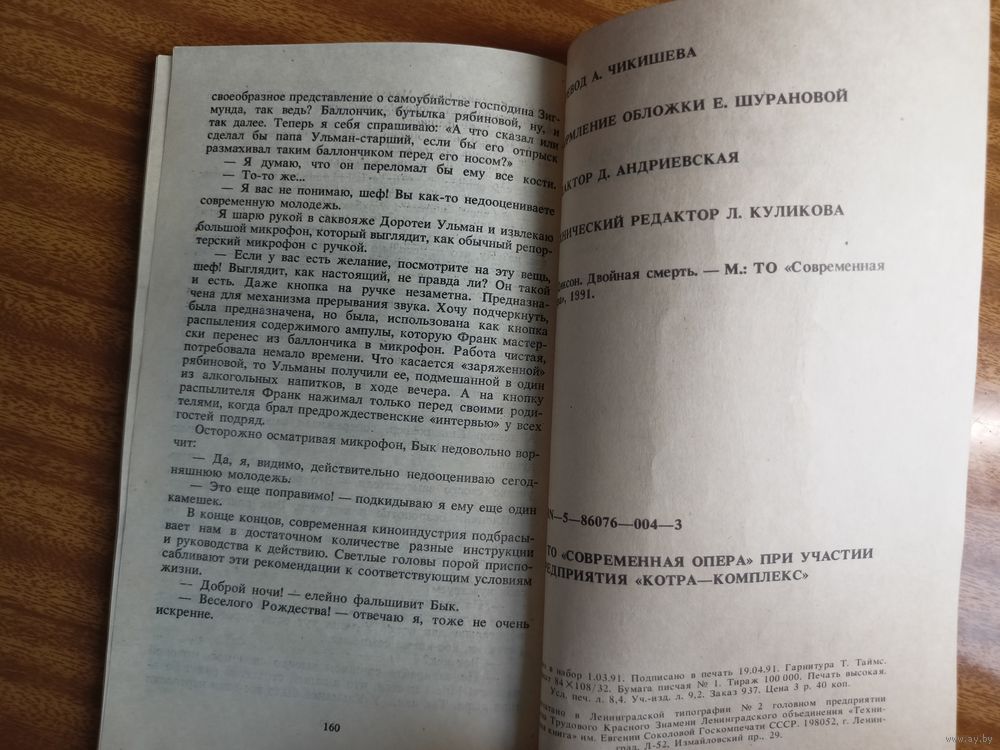 своеобразное представление о самоубийстве господина Зиг-
мунда, так ведь? Баллончик, бутылка рябиновой, ну, и
так далее. Теперь я себя спрашиваю: «А что сказал или
сделал бы папа Ульман-старший, если бы его отпрыск
размахивал таким баллончиком перед его носом?»
— Я думаю, что он переломал бы ему все кости.
— То-то же...
— Я вас не понимаю, шеф! Вы как-то недооцениваете
современную молодежь.
Я шарю рукой в саквояже Доротеи Ульман и извлекаю
большой микрофон, который выглядит, как обычный репор-
терский микрофон с ручкой.
— Если у вас есть желание, посмотрите на эту вещь,
шеф! Выглядит, как настоящий, не правда ли? Он такой
и есть. Даже кнопка на ручке незаметна. Предназна-
чена для механизма прерывания звука. Хочу подчеркнуть,
была предназначена, но была, использована как кнопка
распыления содержимого ампулы, которую Франк мастер-
ски перенес из баллончика в микрофон. Работа чистая,
потребовала немало времени. Что касается «заряженной»
рябиновой, то Ульманы получили ее, подмешанной в один
из алкогольных напитков, в ходе вечера. А на кнопку
распылителя Франк нажимал только перед своими роди-
телями, когда брал предрождественские «интервью» у всех
гостей подряд.
Осторожно осматривая микрофон, Бык недовольно вор-
чит:
— Да, я, видимо, действительно недооцениваю сегод-
няшнюю молодежь.
— Это еще поправимо! — подкидываю я ему еще один
камешек.
В конце концов, современная киноиндустрия подбрасы-
вает нам в достаточном количестве разные инструкции
и руководства к действию. Светлые головы порой приспо-
сабливают эти рекомендации к соответствующим условиям
жизни.
— Доброй ночи! — елейно фальшивит Бык.
— Веселого Рождества! — отвечаю я, тоже не очень
искренне.
160
ЕВОД А. ЧИКИШЕВА
РМЛЕНИЕ ОБЛОЖКИ Е. ШУРАНОВОЙ
АКТОР Д. АНДРИЕВСКАЯ
НИЧЕСКИЙ РЕДАКТОР Л. КУЛИКОВА
сон. Двойная смерть. — М.: ТО «Современная
», 1991.
N—5—86076—004—3
ТО «СОВРЕМЕННАЯ ОПЕРА» ПРИ УЧАСТИИ
ЕДПРИЯТИЯ «КОТРА—КОМПЛЕКС»
в набор 1.03.91. Подписано в печать 19.04.91. Гарнитура Т. Таймс.
84×108/32. Бумага писчая № 1. Тираж 100 000. Печать высокая.
Усл. печ. л. 8,4. Уч.-изд. л. 9,2. Заказ 937. Цена 3 р. 40 коп.
чатано в Ленинградской типографии № 2 головном предприятии
на Трудового Красного Знамени Ленинградского объединения «Техни-
книга» им. Евгении Соколовой Госкомпечати СССР. 198052, г. Ленин-
град, Л-52, Измайловский пр., 29.
www.ay.by